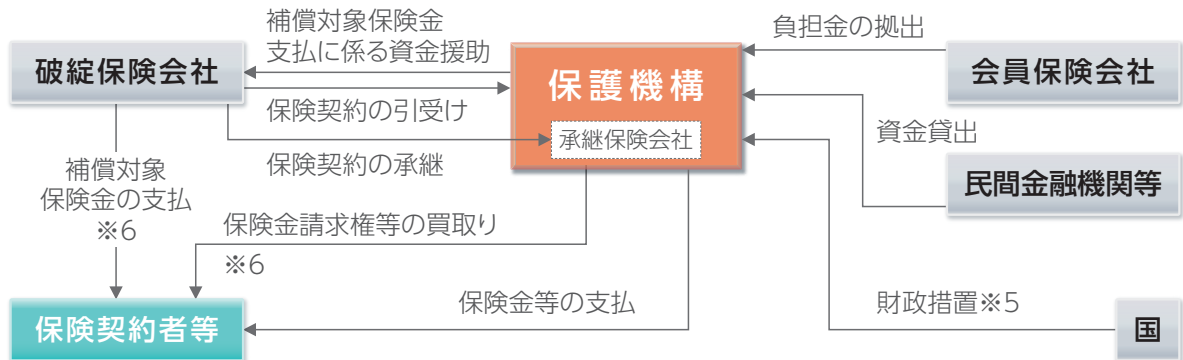 補償対象保険金
支払に係る資金援助
負担金の拠出
破綻保険会社
保護機構
会員保険会社
保険契約の引受け
承継保険会社
資金貸出
保険契約の承継
補償対象
保険金の支払
※6
民間金融機関等
保険金請求権等の買取り
※6
保険金等の支払
財政措置※5
保険契約者等
国